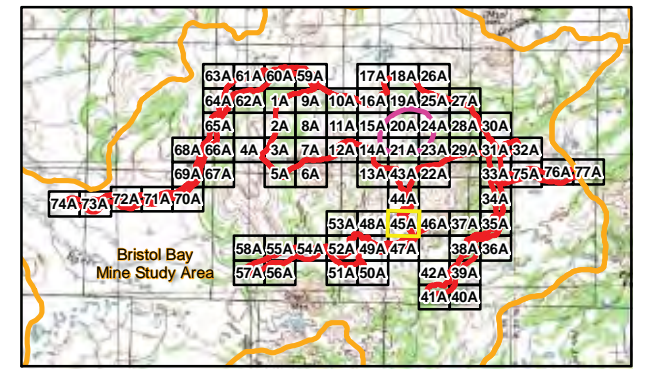 63A 61A 60A 59A 17A 18A 26A
64A 62A 1A 9A 10A 16A 19A 25A 27A
65A 2A 8A 11A 15A 20A 24A 28A 30A
68A 66A 4A 3A 7A 12A 14A 21A 23A 29A 31A 32A
69A 67A 5A 6A 13A 43A 22A 33A 75A 76A 77A
74A 73A 72A 71A 70A 44A 34A
53A 48A 45A 46A 37A 35A
58A 55A 54A 52A 49A 47A 38A 36A
Bristol Bay
Mine Study Area
57A 56A 51A 50A 42A 39A
41A 40A